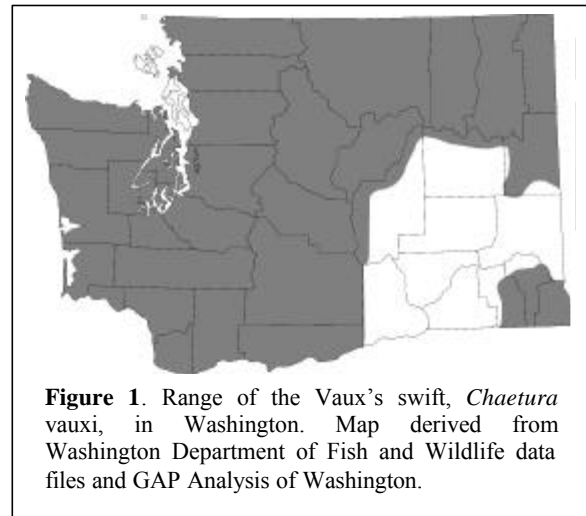 Figure 1. Range of the Vaux's swift, Chaetura
vauxi, in Washington. Map derived from
Washington Department of Fish and Wildlife data
files and GAP Analysis of Washington.